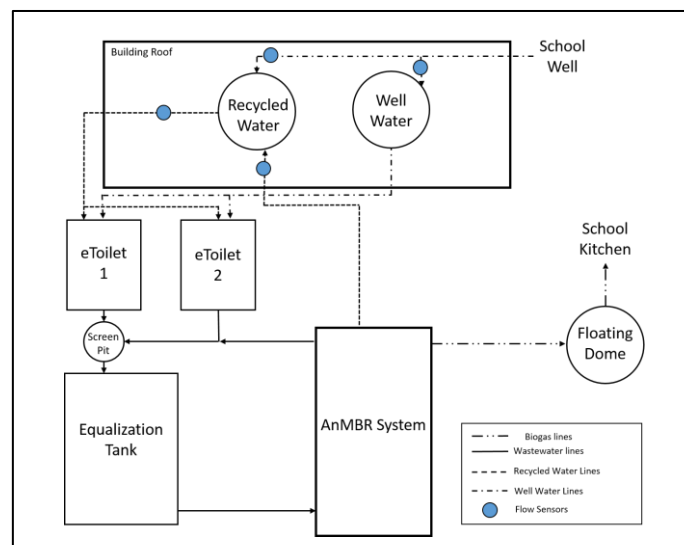 Building Roof
School
Well
Recycled
Water
Well
Water
eToilet
1
eToilet
2
School
Kitchen
Screen
Pit
Floating
Dome
Equalization
Tank
AnMBR System
Biogas lines
Wastewater lines
Recycled Water Lines
Well Water Lines
Flow Sensors